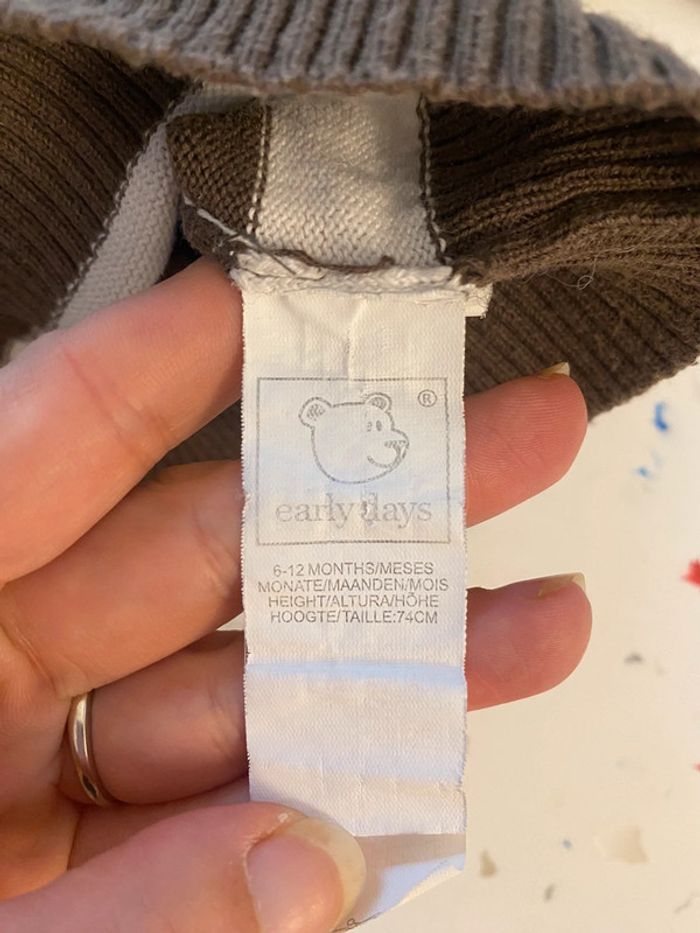 ®
early days
6-12 MONTHS/MESES
MONATE/MAANDEN/MOIS
HEIGHT/ALTURA/HÖHE
HOOGTE/TAILLE:74CM